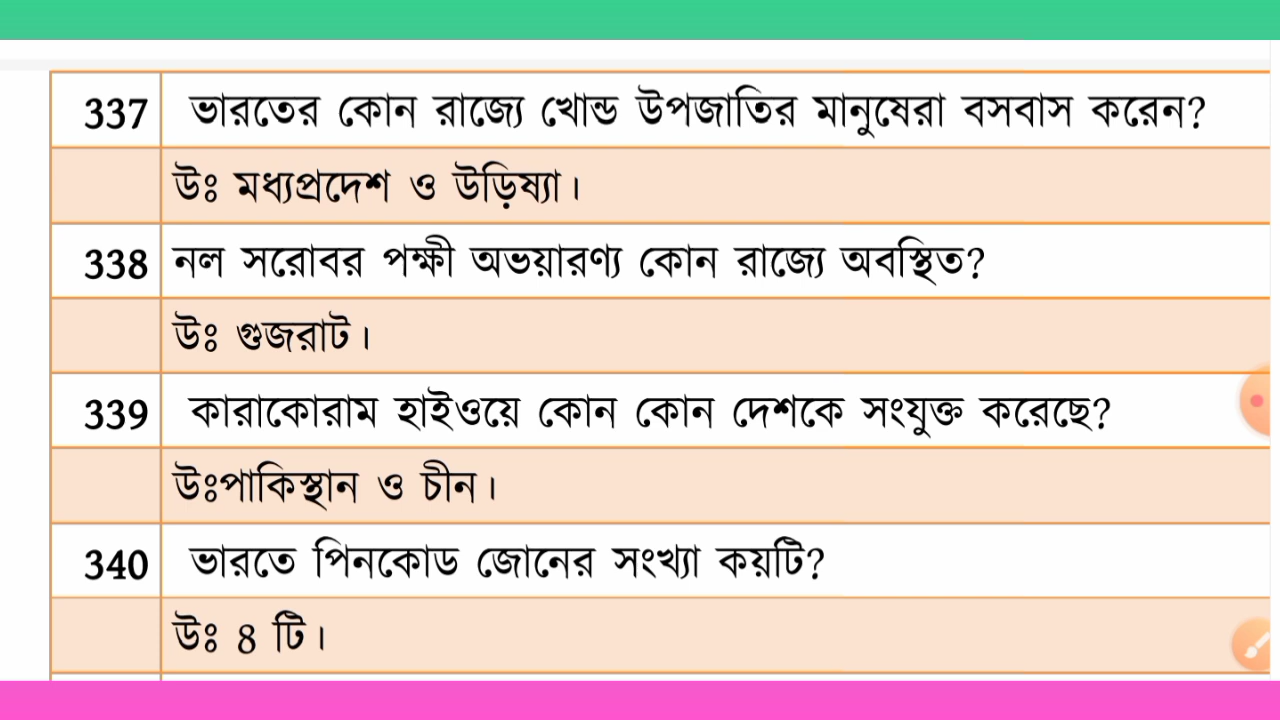 337 ভারতের কোন রাজ্যে খোন্ড উপজাতির মানুষেরা বসবাস করেন?
উঃ মধ্যপ্রদেশ ও উড়িষ্যা।
338 নল সরোবর পক্ষী অভয়ারণ্য কোন রাজ্যে অবস্থিত?
উঃ গুজরাট।
339 কারাকোরাম হাইওয়ে কোন কোন দেশকে সংযুক্ত করেছে?
উঃপাকিস্থান ও চীন।
340 ভারতে পিনকোড জোনের সংখ্যা কয়টি?
উঃ 8 টি।